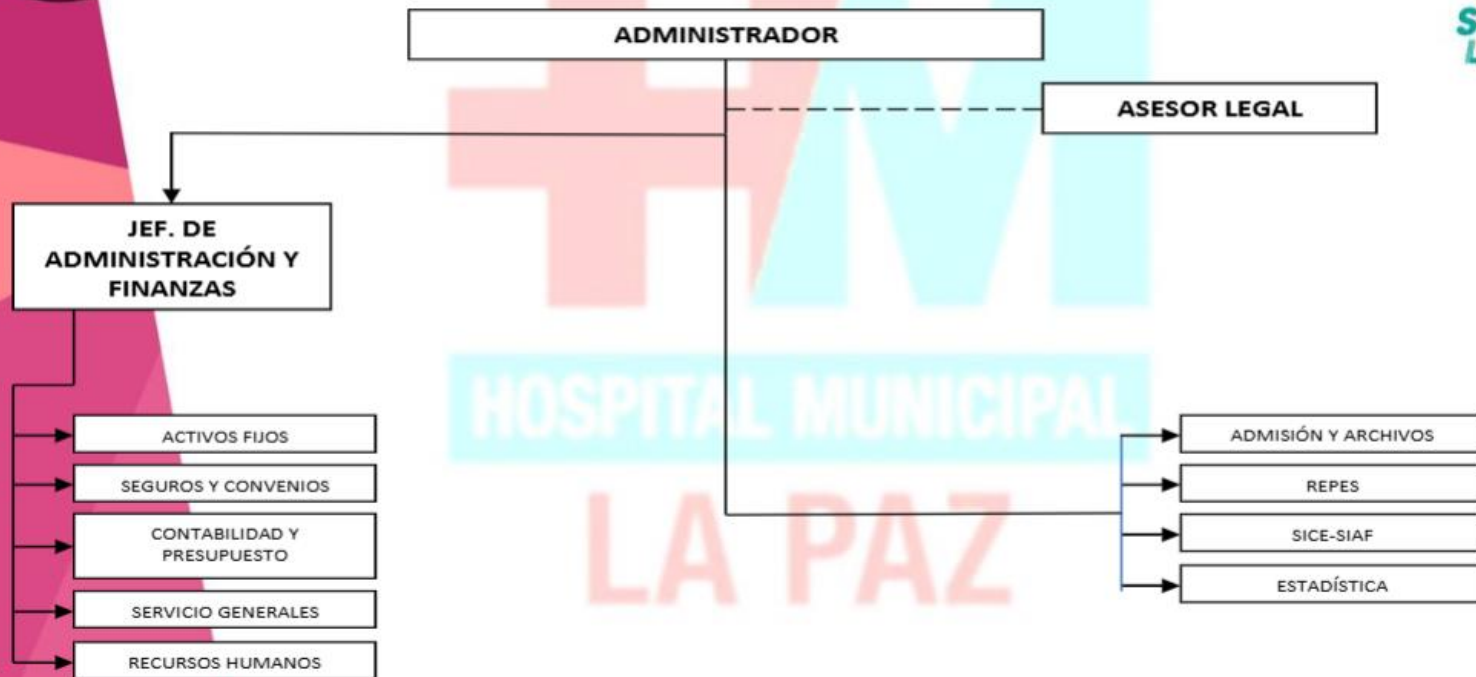 ADMINISTRADOR
ASESOR LEGAL
JEF. DE
ADMINISTRACIÓN Y
FINANZAS
ACTIVOS FIJOS
SEGUROS Y CONVENIOS
CONTABILIDAD Y
PRESUPUESTO
SERVICIO GENERALES
RECURSOS HUMANOS
ADMISIÓN Y ARCHIVOS
REPES
SICE-SIAF
ESTADÍSTICA
HM
HOSPITAL MUNICIPAL
LA PAZ